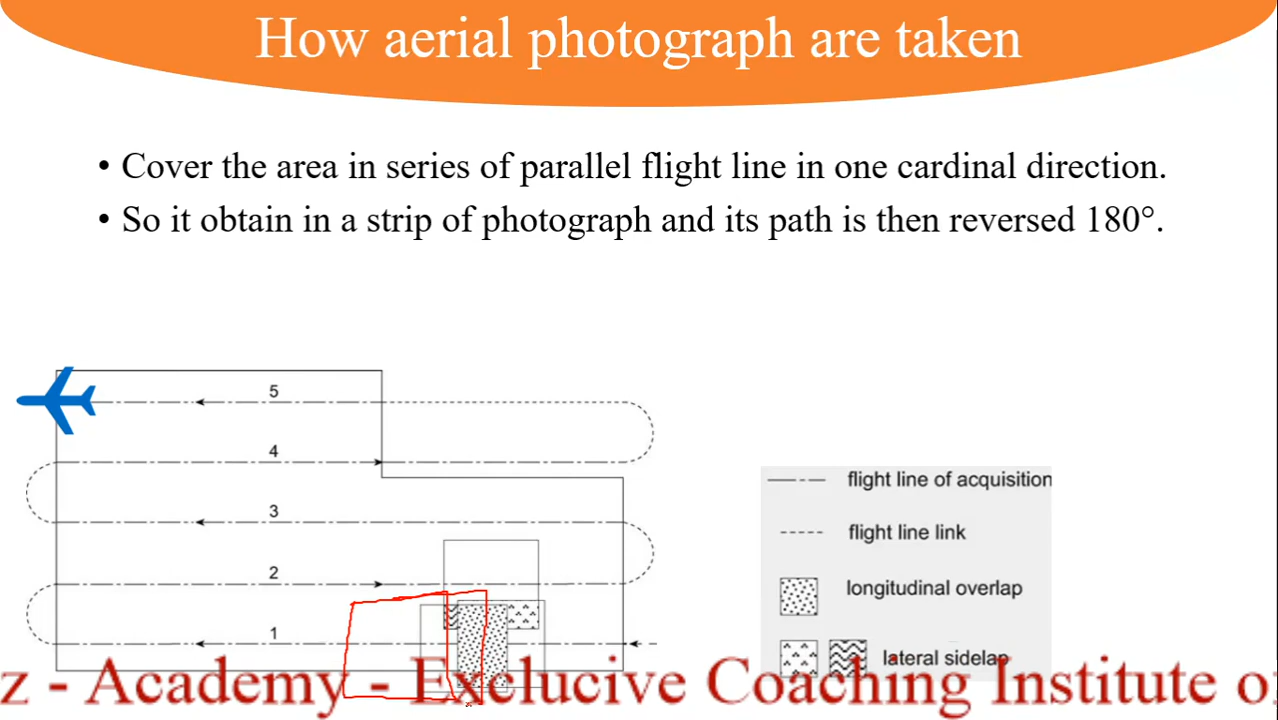 How aerial photograph are taken
• Cover the area in series of parallel flight line in one cardinal direction.
• So it obtain in a strip of photograph and its path is then reversed 180°.
5
4
3
2
1
flight line of acquisition
flight line link
longitudinal overlap
lateral sidelap
z - Academy - Exclucive Coaching Institute o